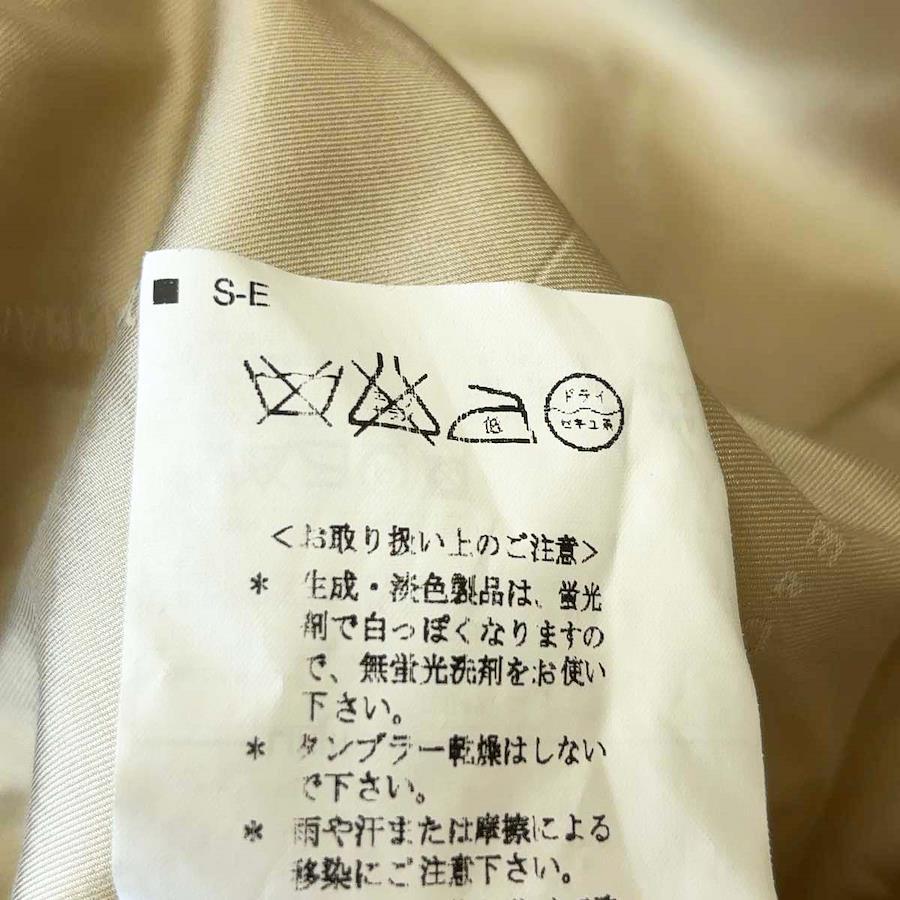 ■ S-E
低
ドライ
セキユ系
<お取り扱い上のご注意>
* 生成・淡色製品は、蛍光
剤で白っぽくなりますの
で、無蛍光洗剤をお使い
下さい。
* タンブラー乾燥はしない
で下さい。
* 雨や汗または摩擦による
移染にご注意下さい。